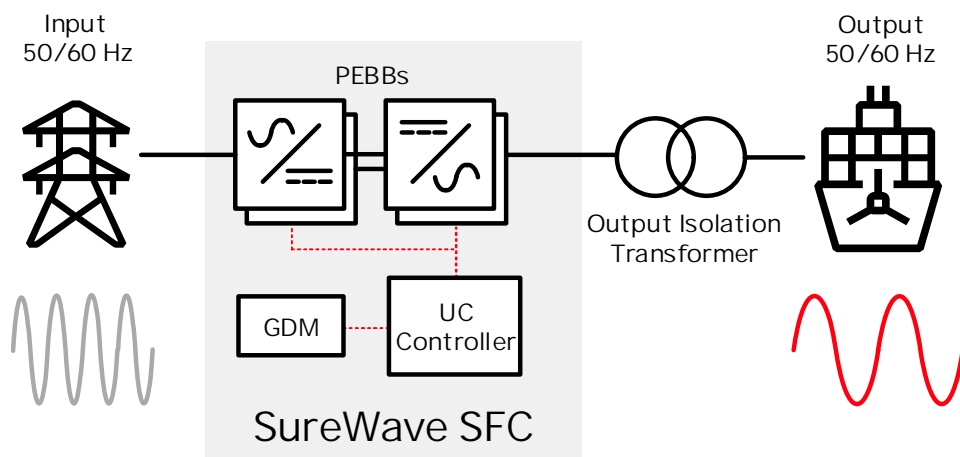 Input
50/60 Hz
Output
50/60 Hz
PEBBs
Output Isolation
Transformer
GDM
UC
Controller
SureWave SFC